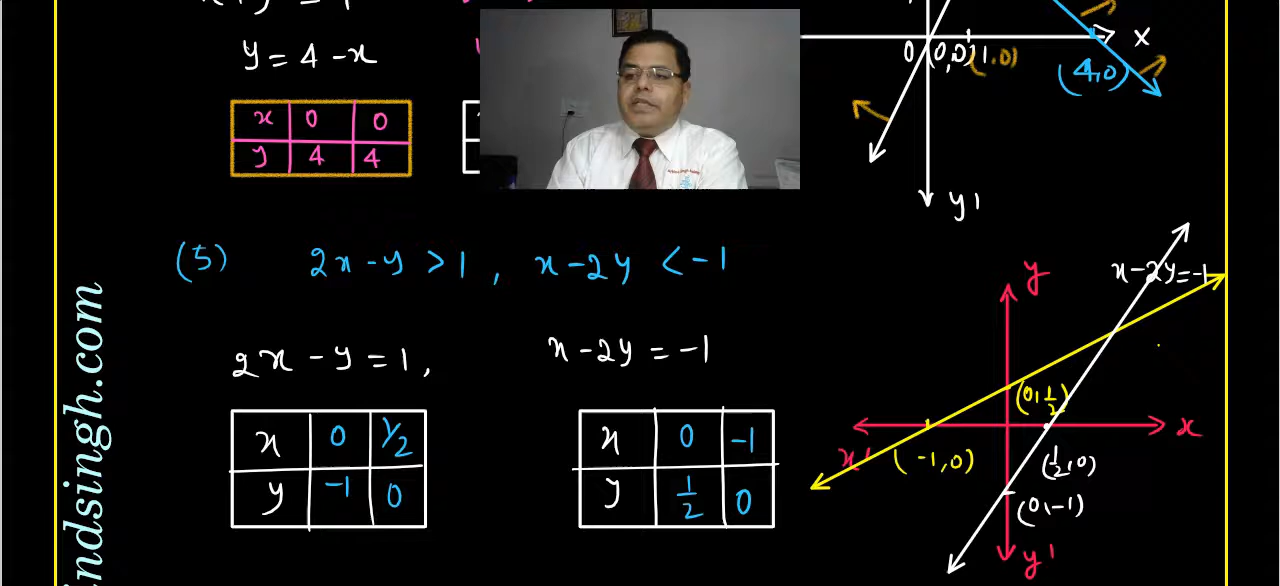 y = 4 - x
x 0 0
y 4 4
0 (0,0) 1 (1,0)
(4,0)
x
y'
(5) 2x - y > 1, x - 2y < -1
2x - y = 1, x - 2y = -1
x 0 1/2
y -1 0
x 0 -1
y 1/2 0
y
x - 2y = -1
(0, 1/2)
x' (-1,0) x
(1/2, 0)
(0, -1)
y'
ndsingh.com